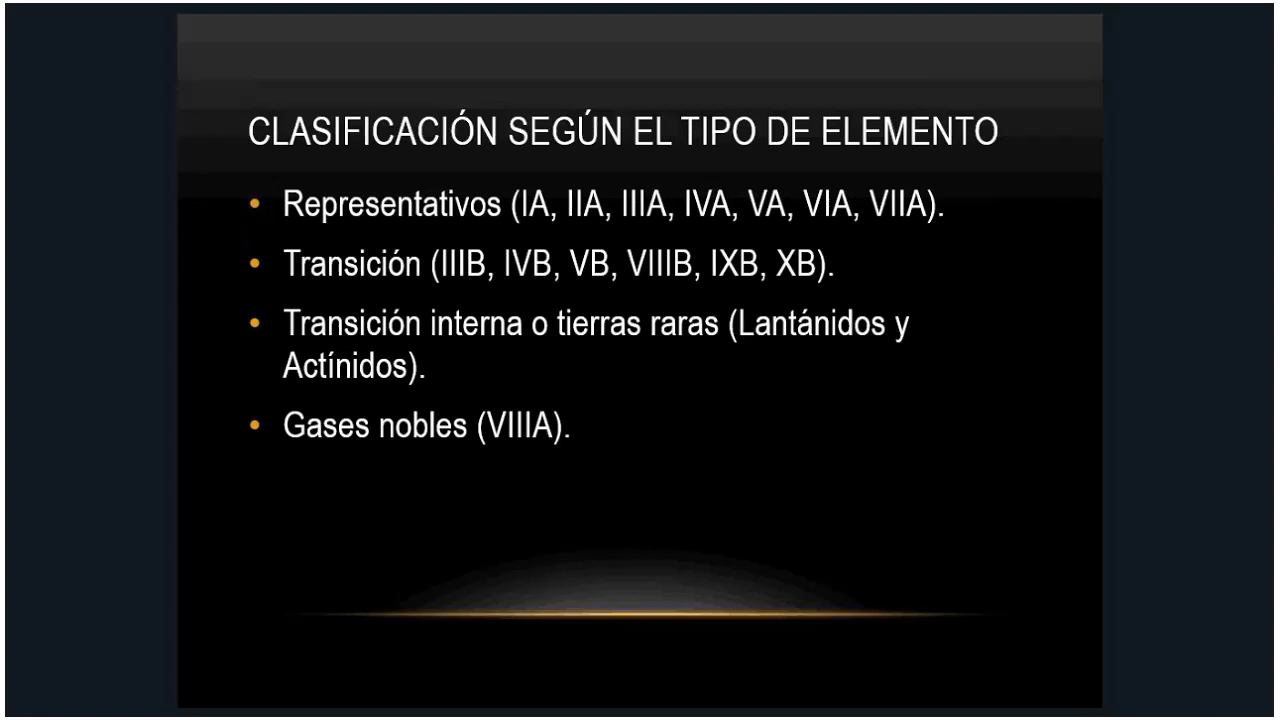 CLASIFICACIÓN SEGÚN EL TIPO DE ELEMENTO
• Representativos (IA, IIA, IIIA, IVA, VA, VIA, VIIA).
• Transición (IIIB, IVB, VB, VIIIB, IXB, XB).
• Transición interna o tierras raras (Lantánidos y
Actínidos).
• Gases nobles (VIIIA).